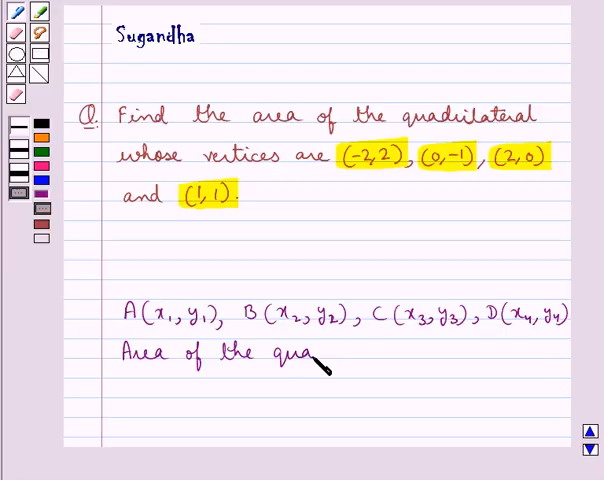 Sugandha
Q. Find the area of the quadrilateral
whose vertices are (-2,2), (0,-1), (2,0)
and (1,1).
A(x₁, y₁), B(x₂, y₂), C(x₃, y₃), D(x₄, y₄)
Area of the qua